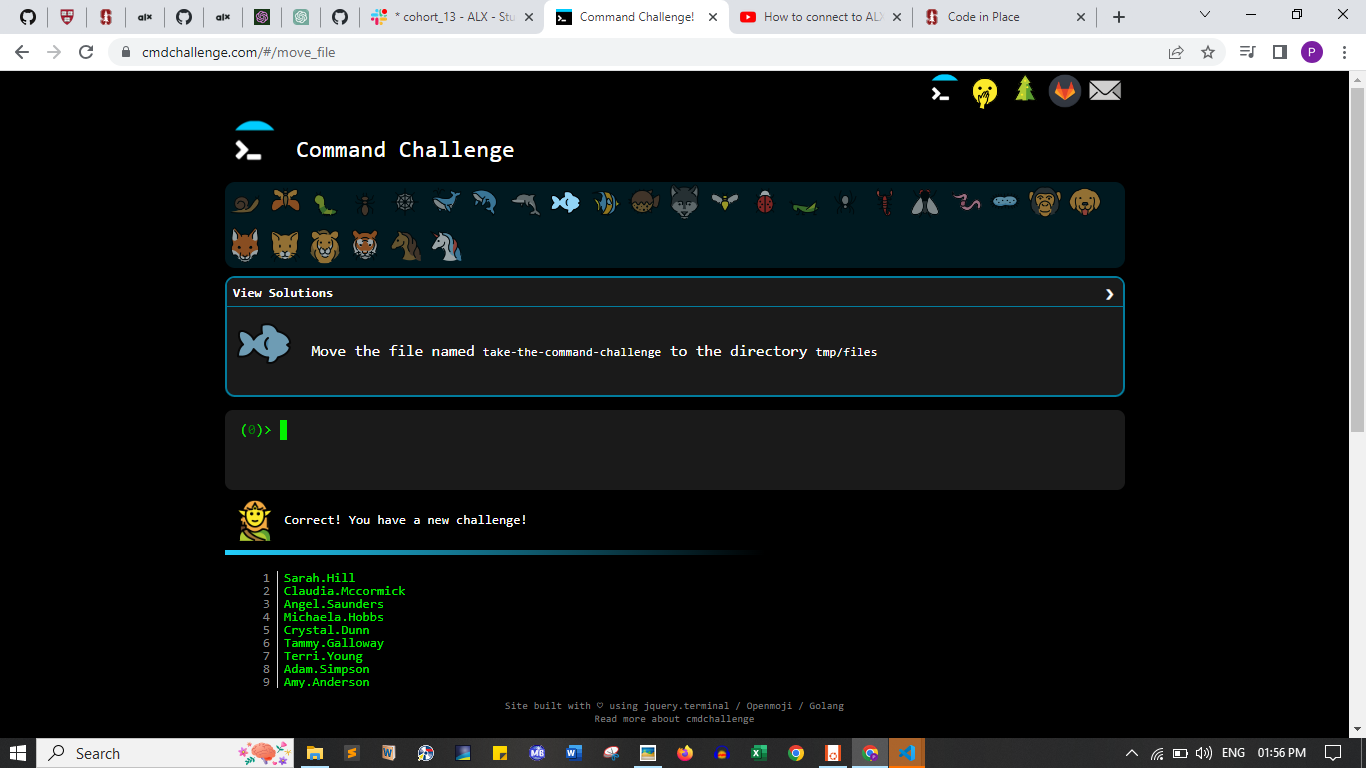 * cohort_13 - ALX - Stu
Command Challenge!
How to connect to ALX
Code in Place
cmdchallenge.com/#/move_file
P
Command Challenge
View Solutions
Move the file named take-the-command-challenge to the directory tmp/files
(0)>
Correct! You have a new challenge!
1 Sarah.Hill
2 Claudia.Mccormick
3 Angel.Saunders
4 Michaela.Hobbs
5 Crystal.Dunn
6 Tammy.Galloway
7 Terri.Young
8 Adam.Simpson
9 Amy.Anderson
Site built with ♡ using jquery.terminal / Openmoji / Golang
Read more about cmdchallenge
Search
ENG
01:56 PM